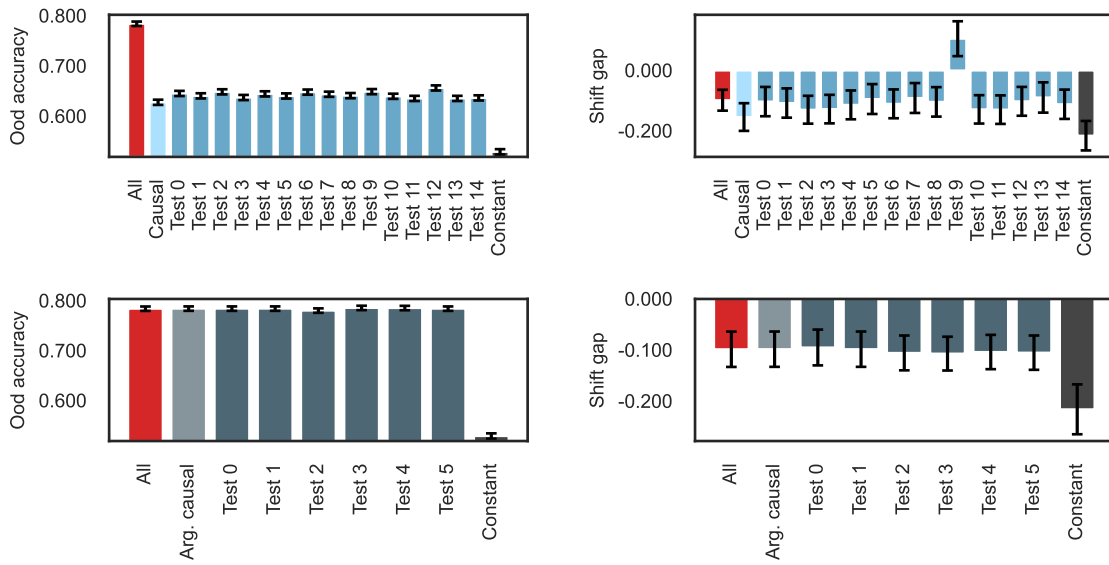 Ood accuracy
0.800
0.700
0.600
All
Causal
Test 0
Test 1
Test 2
Test 3
Test 4
Test 5
Test 6
Test 7
Test 8
Test 9
Test 10
Test 11
Test 12
Test 13
Test 14
Constant
Shift gap
0.000
-0.200
All
Causal
Test 0
Test 1
Test 2
Test 3
Test 4
Test 5
Test 6
Test 7
Test 8
Test 9
Test 10
Test 11
Test 12
Test 13
Test 14
Constant
Ood accuracy
0.800
0.700
0.600
All
Arg. causal
Test 0
Test 1
Test 2
Test 3
Test 4
Test 5
Constant
Shift gap
0.000
-0.100
-0.200
All
Arg. causal
Test 0
Test 1
Test 2
Test 3
Test 4
Test 5
Constant